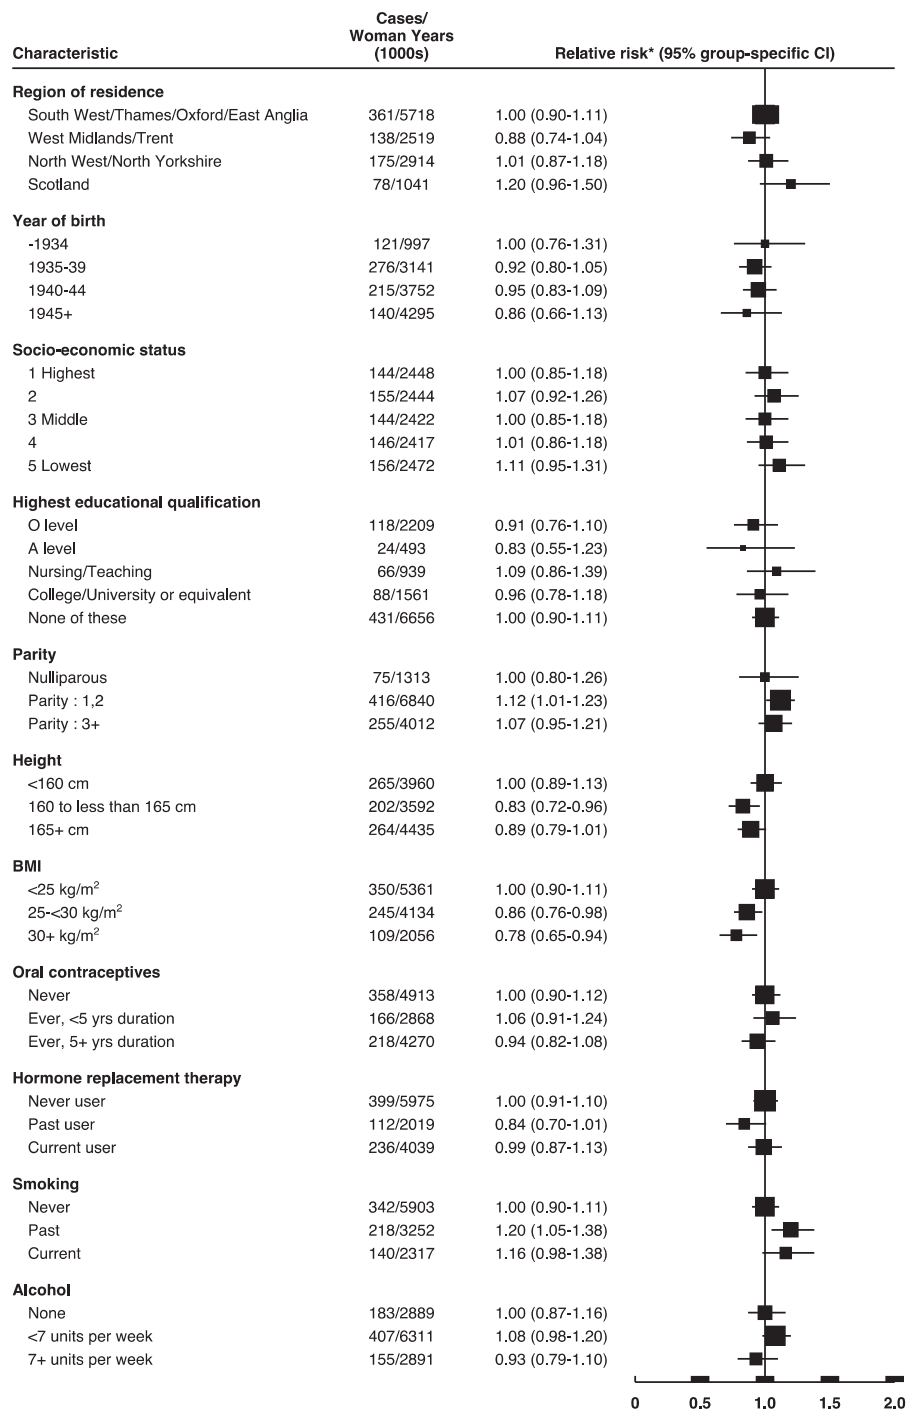 Characteristic Cases/ Woman Years (1000s) Relative risk* (95% group-specific CI)
Region of residence
South West/Thames/Oxford/East Anglia 361/5718 1.00 (0.90-1.11)
West Midlands/Trent 138/2519 0.88 (0.74-1.04)
North West/North Yorkshire 175/2914 1.01 (0.87-1.18)
Scotland 78/1041 1.20 (0.96-1.50)
Year of birth
-1934 121/997 1.00 (0.76-1.31)
1935-39 276/3141 0.92 (0.80-1.05)
1940-44 215/3752 0.95 (0.83-1.09)
1945+ 140/4295 0.86 (0.66-1.13)
Socio-economic status
1 Highest 144/2448 1.00 (0.85-1.18)
2 155/2444 1.07 (0.92-1.26)
3 Middle 144/2422 1.00 (0.85-1.18)
4 146/2417 1.01 (0.86-1.18)
5 Lowest 156/2472 1.11 (0.95-1.31)
Highest educational qualification
O level 118/2209 0.91 (0.76-1.10)
A level 24/493 0.83 (0.55-1.23)
Nursing/Teaching 66/939 1.09 (0.86-1.39)
College/University or equivalent 88/1561 0.96 (0.78-1.18)
None of these 431/6656 1.00 (0.90-1.11)
Parity
Nulliparous 75/1313 1.00 (0.80-1.26)
Parity : 1,2 416/6840 1.12 (1.01-1.23)
Parity : 3+ 255/4012 1.07 (0.95-1.21)
Height
<160 cm 265/3960 1.00 (0.89-1.13)
160 to less than 165 cm 202/3592 0.83 (0.72-0.96)
165+ cm 264/4435 0.89 (0.79-1.01)
BMI
<25 kg/m² 350/5361 1.00 (0.90-1.11)
25-<30 kg/m² 245/4134 0.86 (0.76-0.98)
30+ kg/m² 109/2056 0.78 (0.65-0.94)
Oral contraceptives
Never 358/4913 1.00 (0.90-1.12)
Ever, <5 yrs duration 166/2868 1.06 (0.91-1.24)
Ever, 5+ yrs duration 218/4270 0.94 (0.82-1.08)
Hormone replacement therapy
Never user 399/5975 1.00 (0.91-1.10)
Past user 112/2019 0.84 (0.70-1.01)
Current user 236/4039 0.99 (0.87-1.13)
Smoking
Never 342/5903 1.00 (0.90-1.11)
Past 218/3252 1.20 (1.05-1.38)
Current 140/2317 1.16 (0.98-1.38)
Alcohol
None 183/2889 1.00 (0.87-1.16)
<7 units per week 407/6311 1.08 (0.98-1.20)
7+ units per week 155/2891 0.93 (0.79-1.10)
0 0.5 1.0 1.5 2.0